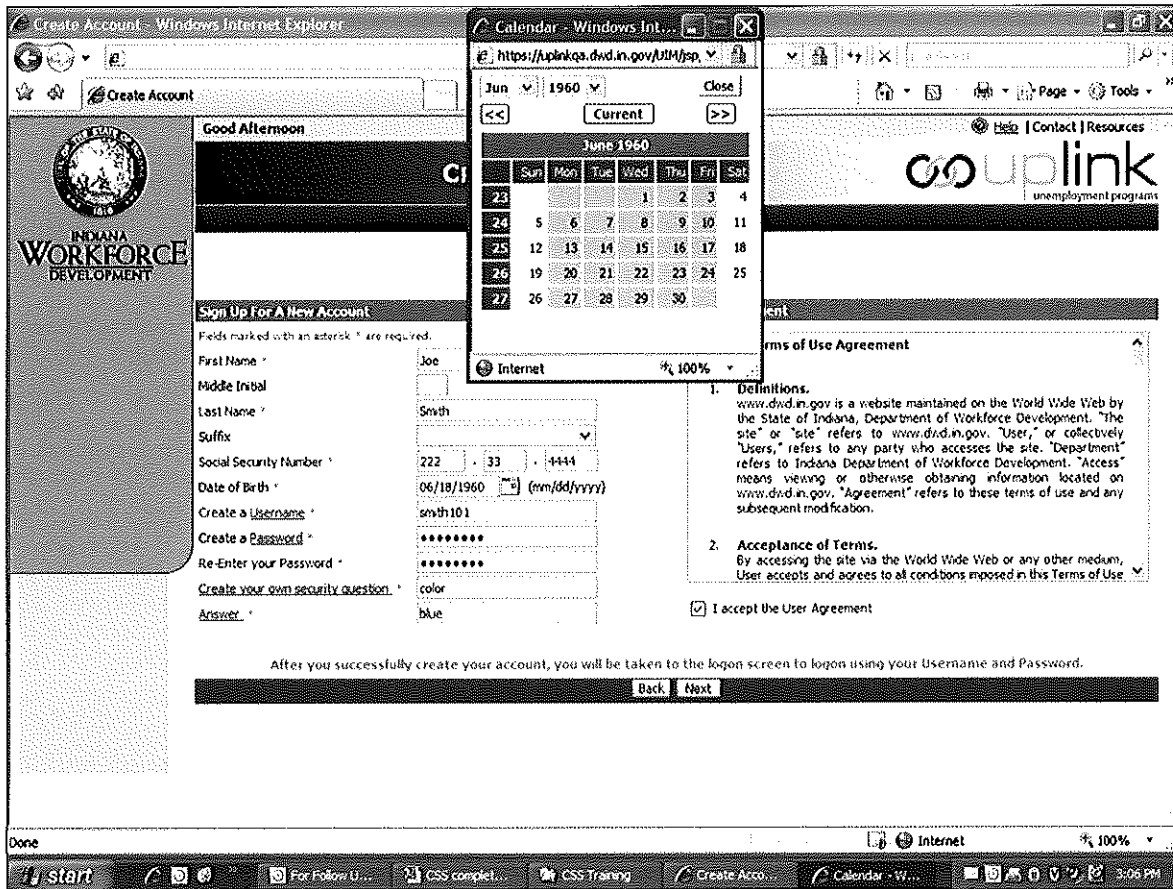 Create Account - Windows Internet Explorer
Calendar - Windows Int...
https://uplinkqa.dwd.in.gov/UIM/jsp,
Create Account
Page
Tools
Jun 1960 Close
<< Current >>
June 1960
Sun Mon Tue Wed Thu Fri Sat
23 1 2 3 4
24 5 6 7 8 9 10 11
25 12 13 14 15 16 17 18
26 19 20 21 22 23 24 25
27 26 27 28 29 30
Internet 100%
Good Afternoon
Help | Contact | Resources
uplink
unemployment programs
1816
INDIANA
WORKFORCE
DEVELOPMENT
Sign Up For A New Account
Fields marked with an asterisk * are required.
First Name * Joe
Middle Initial
Last Name * Smith
Suffix
Social Security Number * 222 . 33 . 4444
Date of Birth * 06/18/1960 (mm/dd/yyyy)
Create a Username * smith101
Create a Password * ●●●●●●●●
Re-Enter your Password * ●●●●●●●●
Create your own security question * color
Answer * blue
rms of Use Agreement
1. Definitions.
www.dwd.in.gov is a website maintained on the World Wide Web by
the State of Indiana, Department of Workforce Development. "The
site" or "site" refers to www.dwd.in.gov. "User," or collectively
"Users," refers to any party who accesses the site. "Department"
refers to Indiana Department of Workforce Development. "Access"
means viewing or otherwise obtaining information located on
www.dwd.in.gov. "Agreement" refers to these terms of use and any
subsequent modification.
2. Acceptance of Terms.
By accessing the site via the World Wide Web or any other medium,
User accepts and agrees to all conditions imposed in this Terms of Use
I accept the User Agreement
After you successfully create your account, you will be taken to the logon screen to logon using your Username and Password.
Back Next
Done Internet 100%
start For Follow U... CSS complet... CSS Training Create Acco... Calendar - W... 3:06 PM